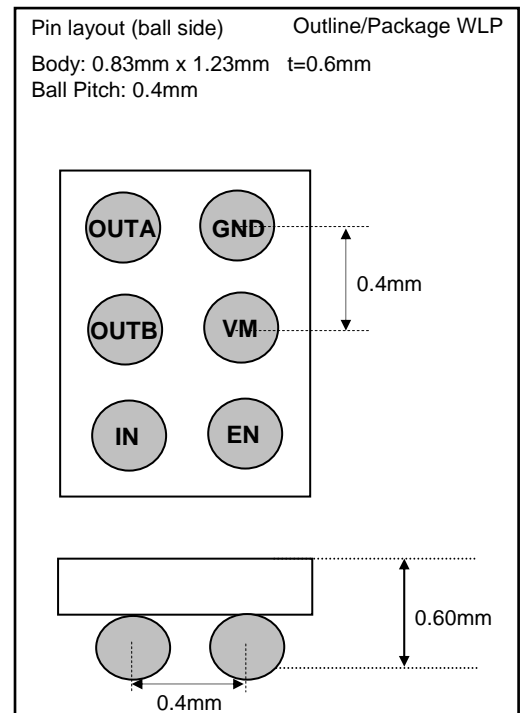 Pin layout (ball side) Outline/Package WLP
Body: 0.83mm x 1.23mm t=0.6mm
Ball Pitch: 0.4mm
OUTA GND
0.4mm
OUTB VM
IN EN
0.60mm
0.4mm